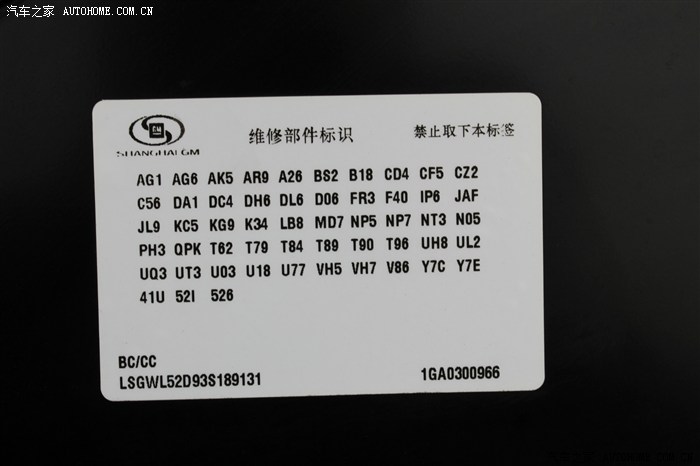 汽车之家 AUTOHOME.COM.CN
GM
SHANGHAI GM
维修部件标识
禁止取下本标签
AG1 AG6 AK5 AR9 A26 BS2 B18 CD4 CF5 CZ2
C56 DA1 DC4 DH6 DL6 D06 FR3 F40 IP6 JAF
JL9 KC5 KG9 K34 LB8 MD7 NP5 NP7 NT3 N05
PH3 QPK T62 T79 T84 T89 T90 T96 UH8 UL2
UQ3 UT3 U03 U18 U77 VH5 VH7 V86 Y7C Y7E
41U 52I 526
BC/CC
LSGWL52D93S189131
1GA0300966